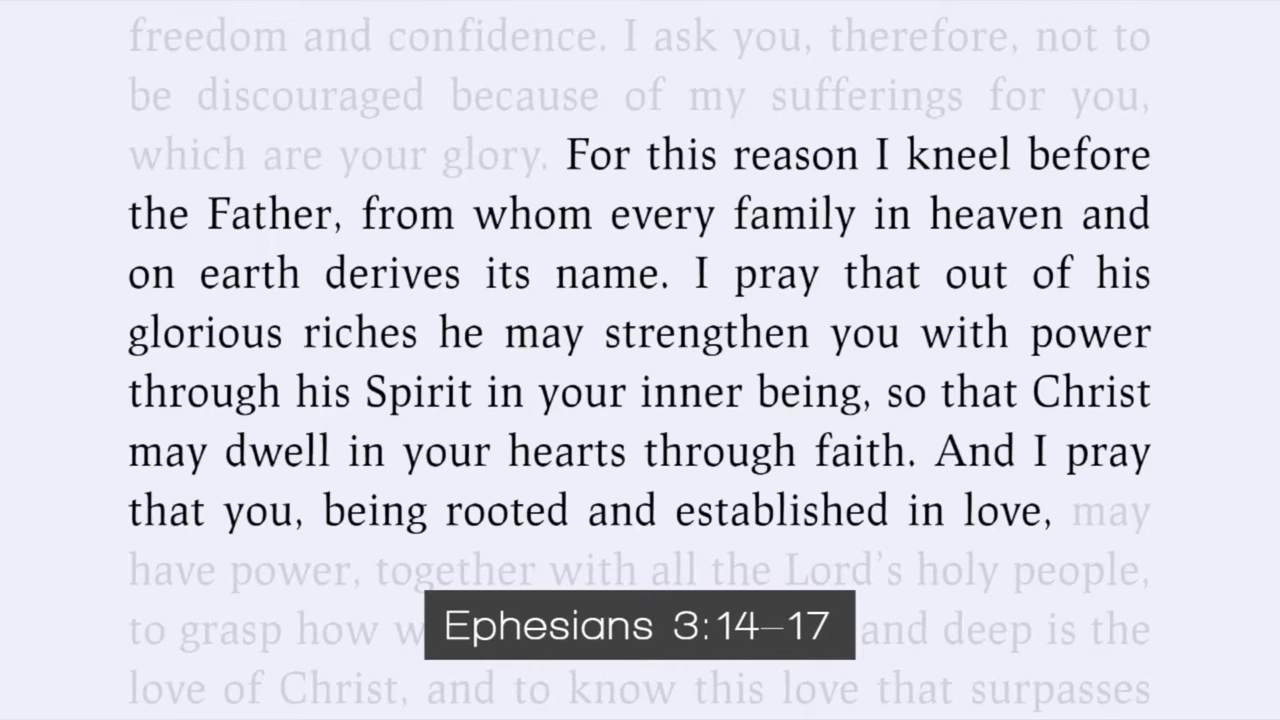 freedom and confidence. I ask you, therefore, not to
be discouraged because of my sufferings for you,
which are your glory. For this reason I kneel before
the Father, from whom every family in heaven and
on earth derives its name. I pray that out of his
glorious riches he may strengthen you with power
through his Spirit in your inner being, so that Christ
may dwell in your hearts through faith. And I pray
that you, being rooted and established in love, may
have power, together with all the Lord's holy people,
to grasp how and deep is the
Ephesians 3:14–17
love of Christ, and to know this love that surpasses